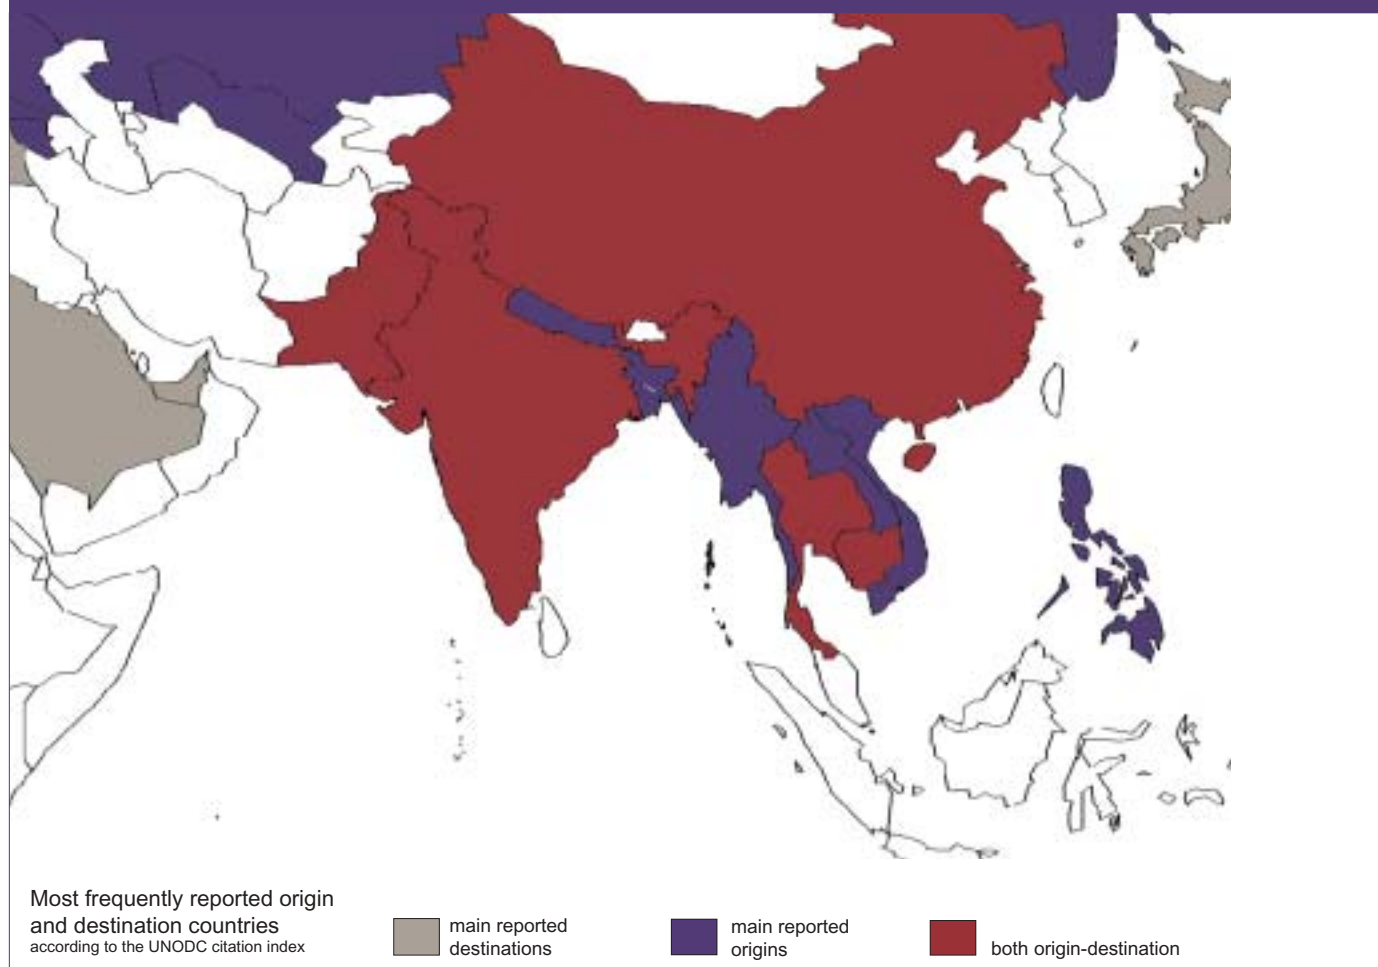 Most frequently reported origin
and destination countries
according to the UNODC citation index
main reported
destinations
main reported
origins
both origin-destination